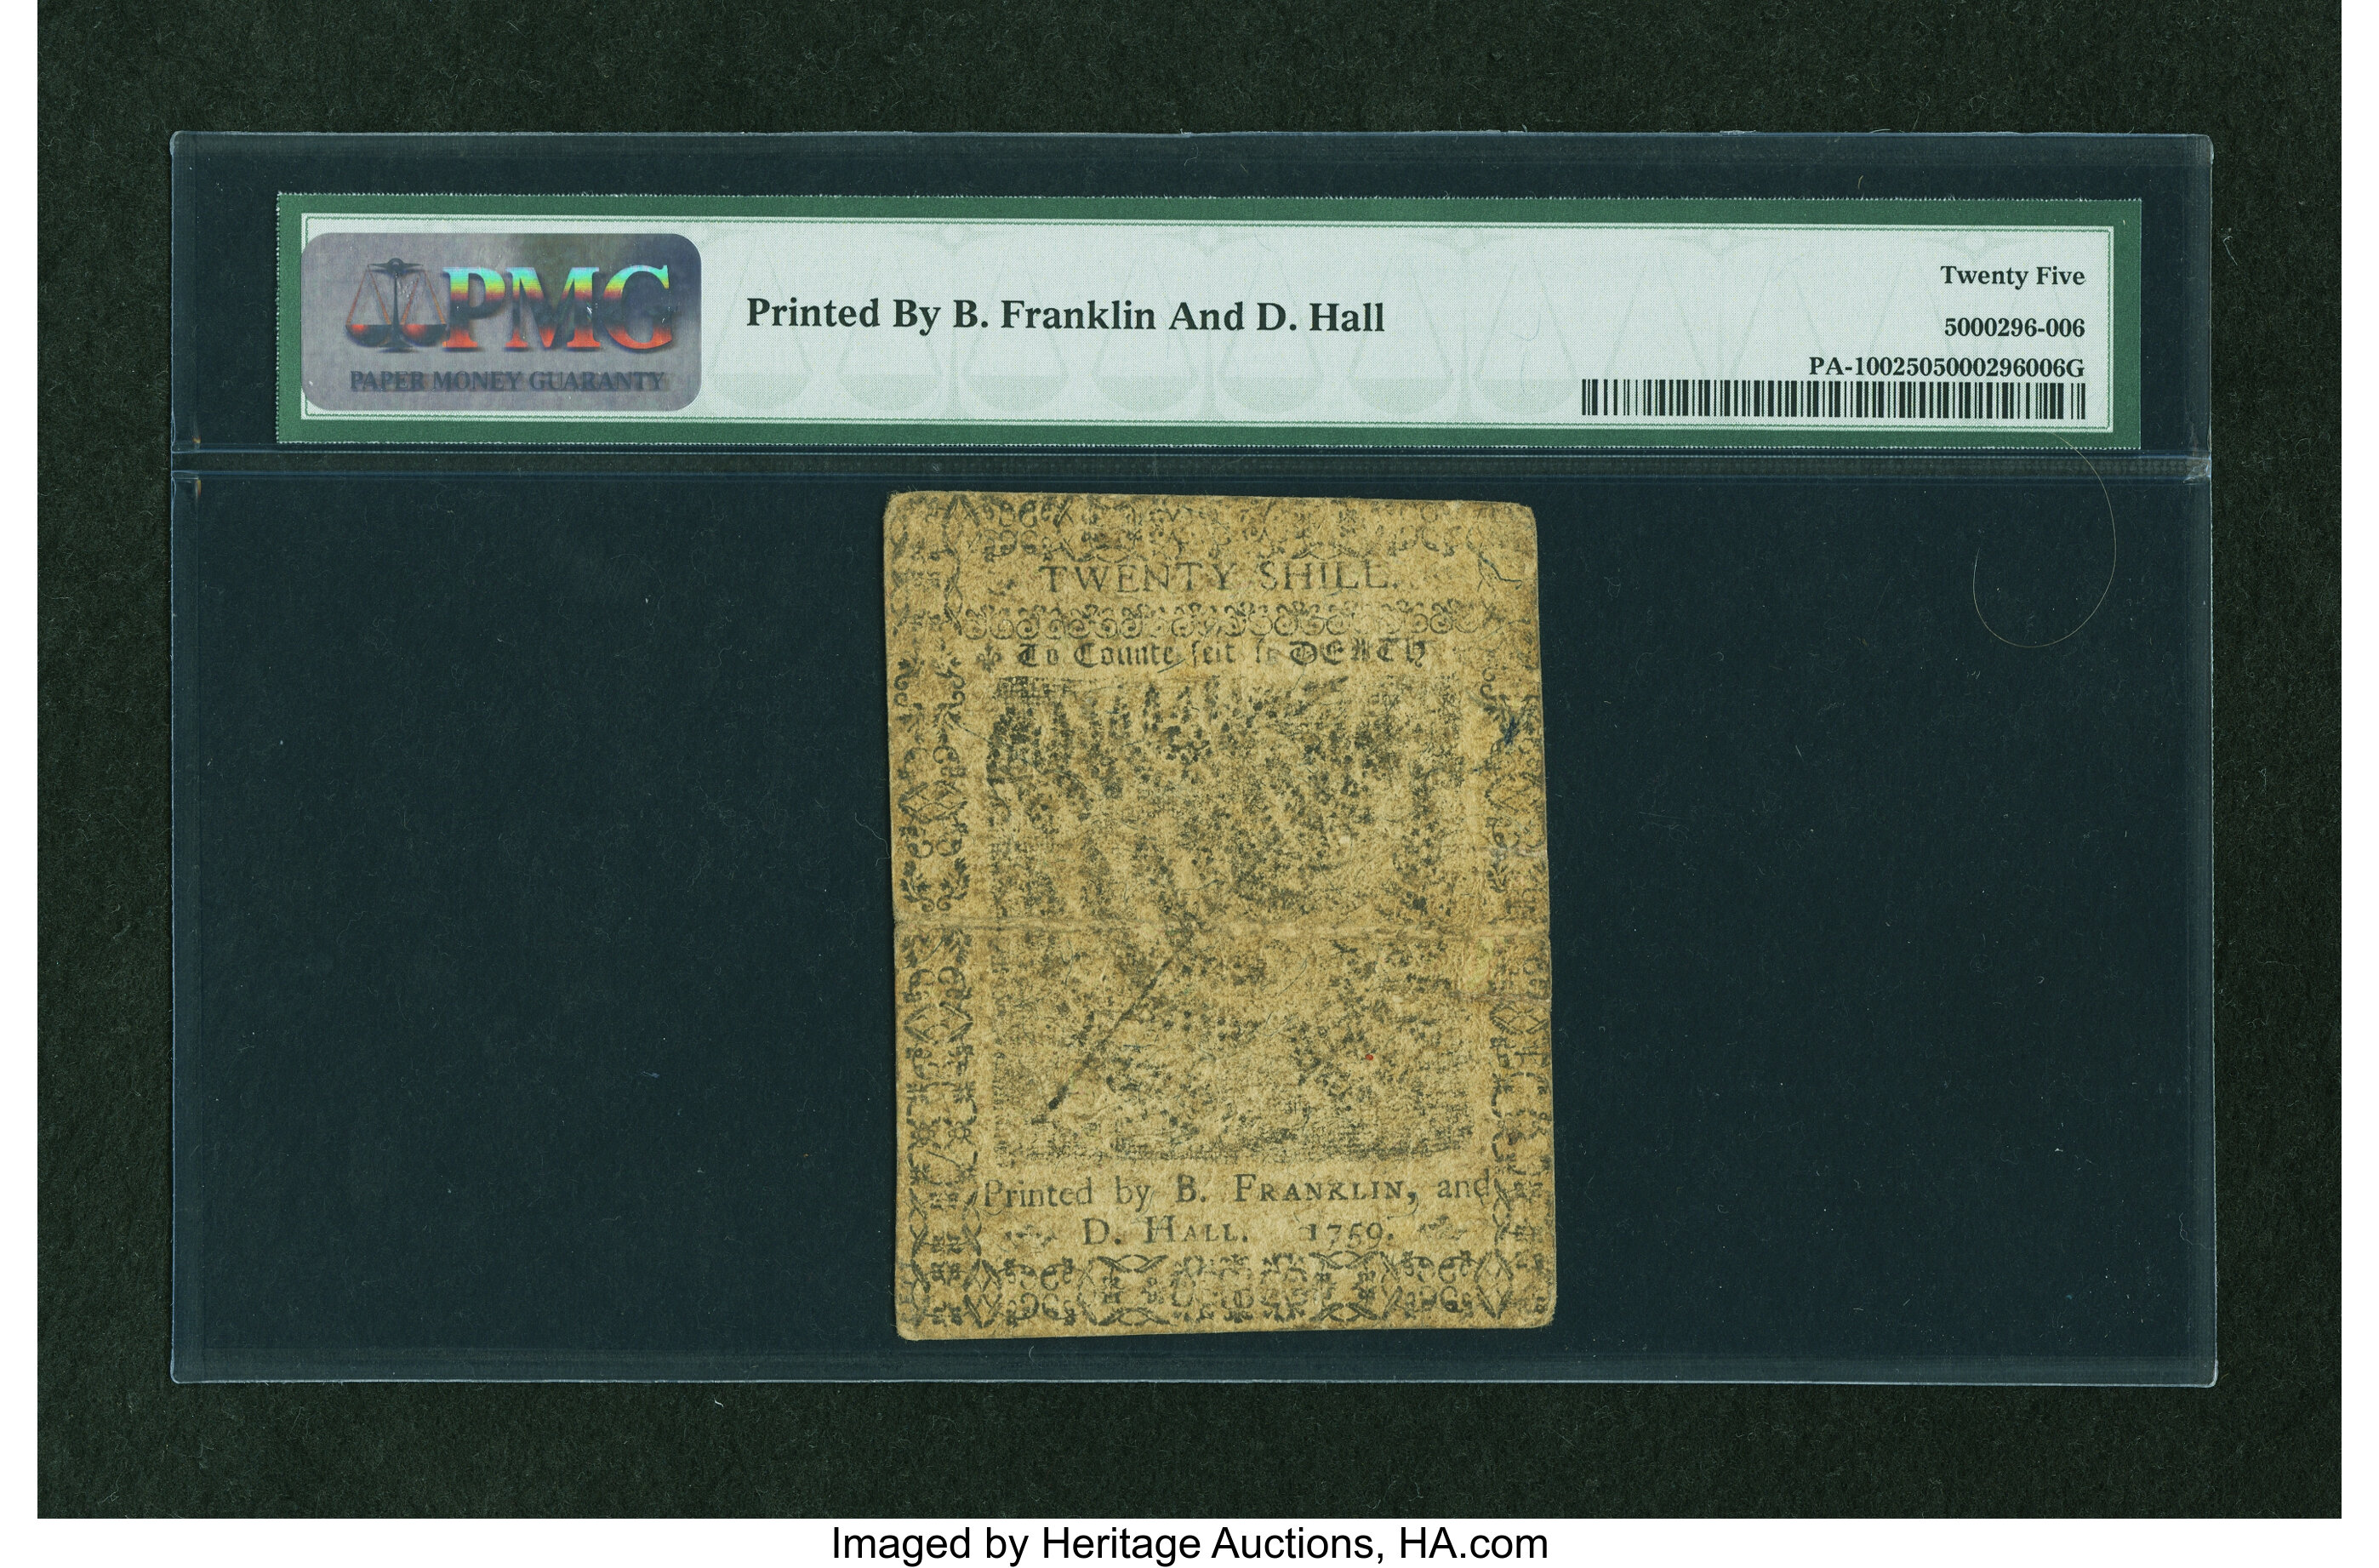 PMG
PAPER MONEY GUARANTY
Printed By B. Franklin And D. Hall
Twenty Five
5000296-006
PA-1002505000296006G
TWENTY SHILL.
To Counterfeit is DEATH
Printed by B. FRANKLIN, and
D. HALL. 1759.
Imaged by Heritage Auctions, HA.com